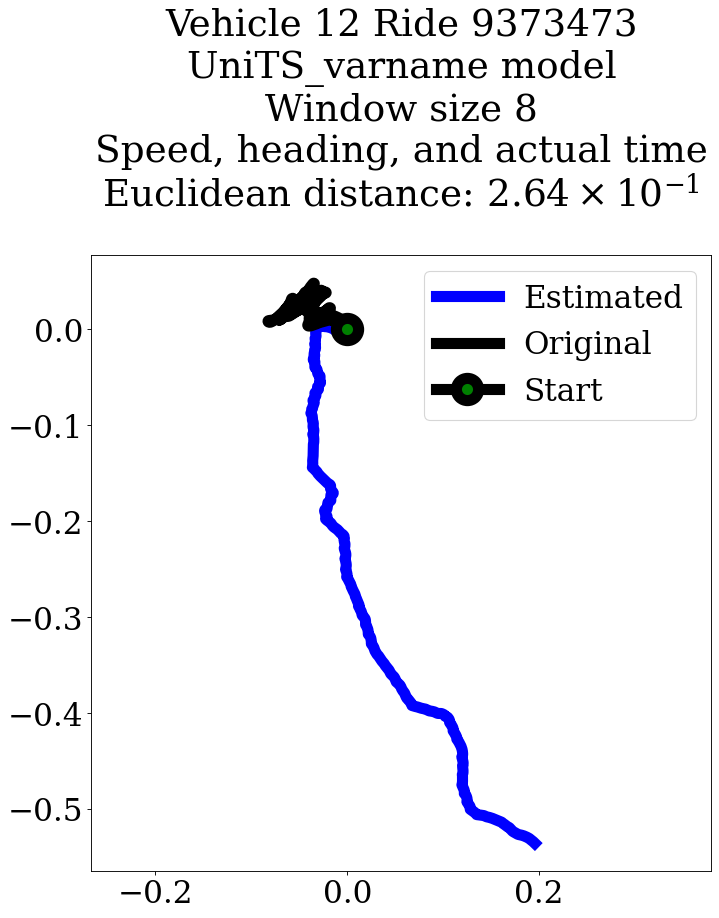 Vehicle 12 Ride 9373473
UniTS_varname model
Window size 8
Speed, heading, and actual time
Euclidean distance: 2.64 × 10⁻¹
Estimated
Original
Start
0.0
−0.1
−0.2
−0.3
−0.4
−0.5
−0.2 0.0 0.2